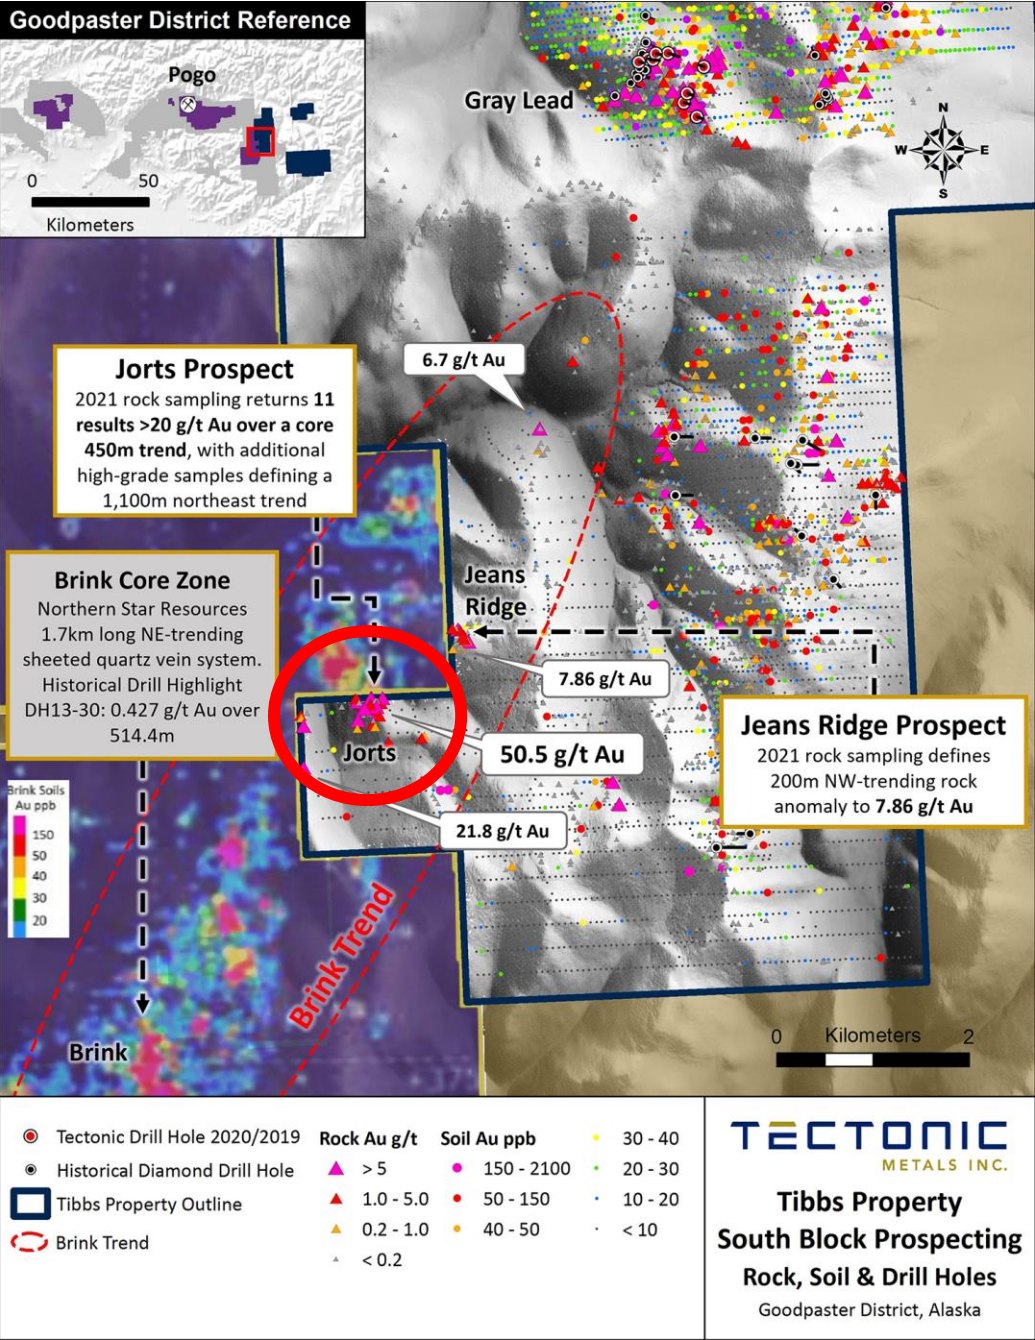 Goodpaster District Reference
Pogo
0 50
Kilometers
Gray Lead
N
W E
S
6.7 g/t Au
Jorts Prospect
2021 rock sampling returns 11
results >20 g/t Au over a core
450m trend, with additional
high-grade samples defining a
1,100m northeast trend
Brink Core Zone
Northern Star Resources
1.7km long NE-trending
sheeted quartz vein system.
Historical Drill Highlight
DH13-30: 0.427 g/t Au over
514.4m
Jeans
Ridge
7.86 g/t Au
Jorts
50.5 g/t Au
21.8 g/t Au
Jeans Ridge Prospect
2021 rock sampling defines
200m NW-trending rock
anomaly to 7.86 g/t Au
Brink Soils
Au ppb
150
50
40
30
20
Brink Trend
Brink
0 Kilometers 2
Tectonic Drill Hole 2020/2019
Historical Diamond Drill Hole
Tibbs Property Outline
Brink Trend
Rock Au g/t
> 5
1.0 - 5.0
0.2 - 1.0
< 0.2
Soil Au ppb
150 - 2100
50 - 150
40 - 50
30 - 40
20 - 30
10 - 20
< 10
TECTONIC
METALS INC.
Tibbs Property
South Block Prospecting
Rock, Soil & Drill Holes
Goodpaster District, Alaska